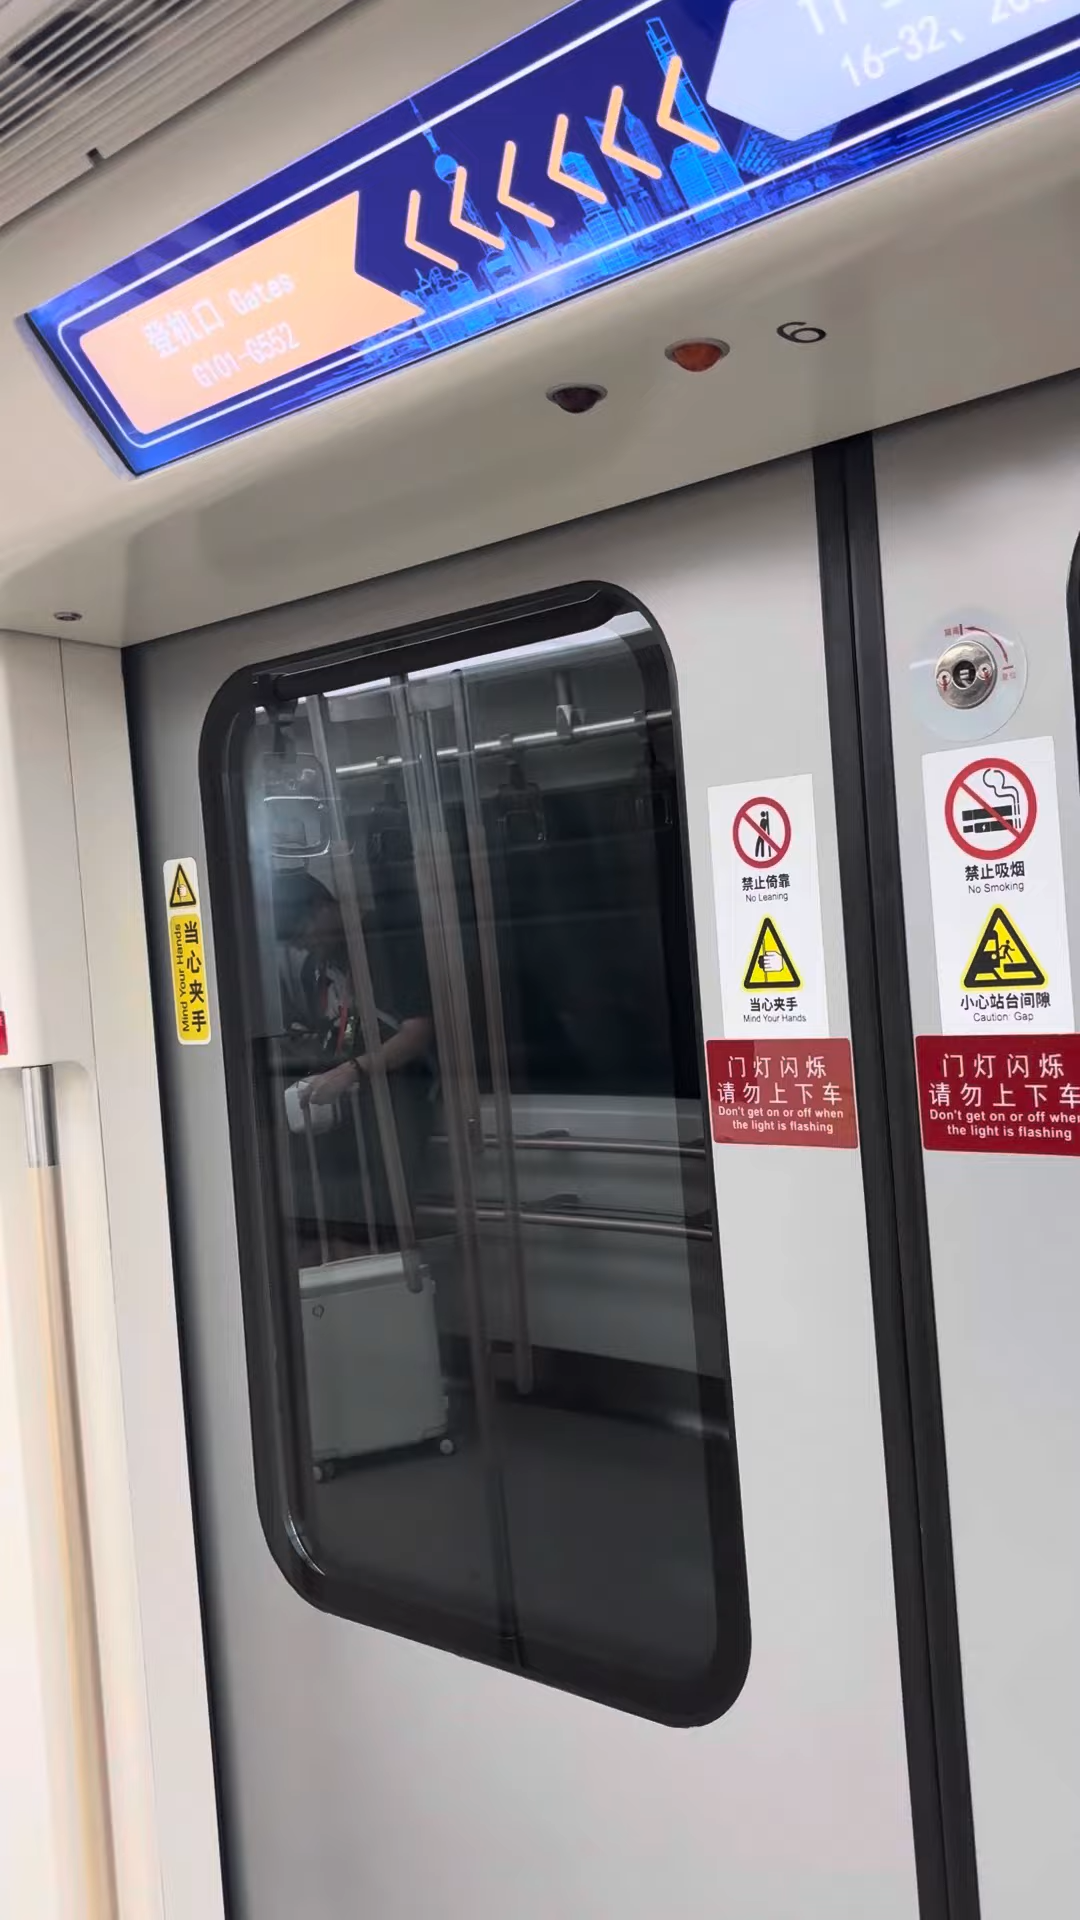 16-32、
登机口 Gates
G101-G552
6
当心夹手
Mind Your Hands
禁止倚靠
No Leaning
当心夹手
Mind Your Hands
门灯闪烁
请勿上下车
Don't get on or off when
the light is flashing
禁止吸烟
No Smoking
小心站台间隙
Caution: Gap
门灯闪烁
请勿上下车
Don't get on or off when
the light is flashing